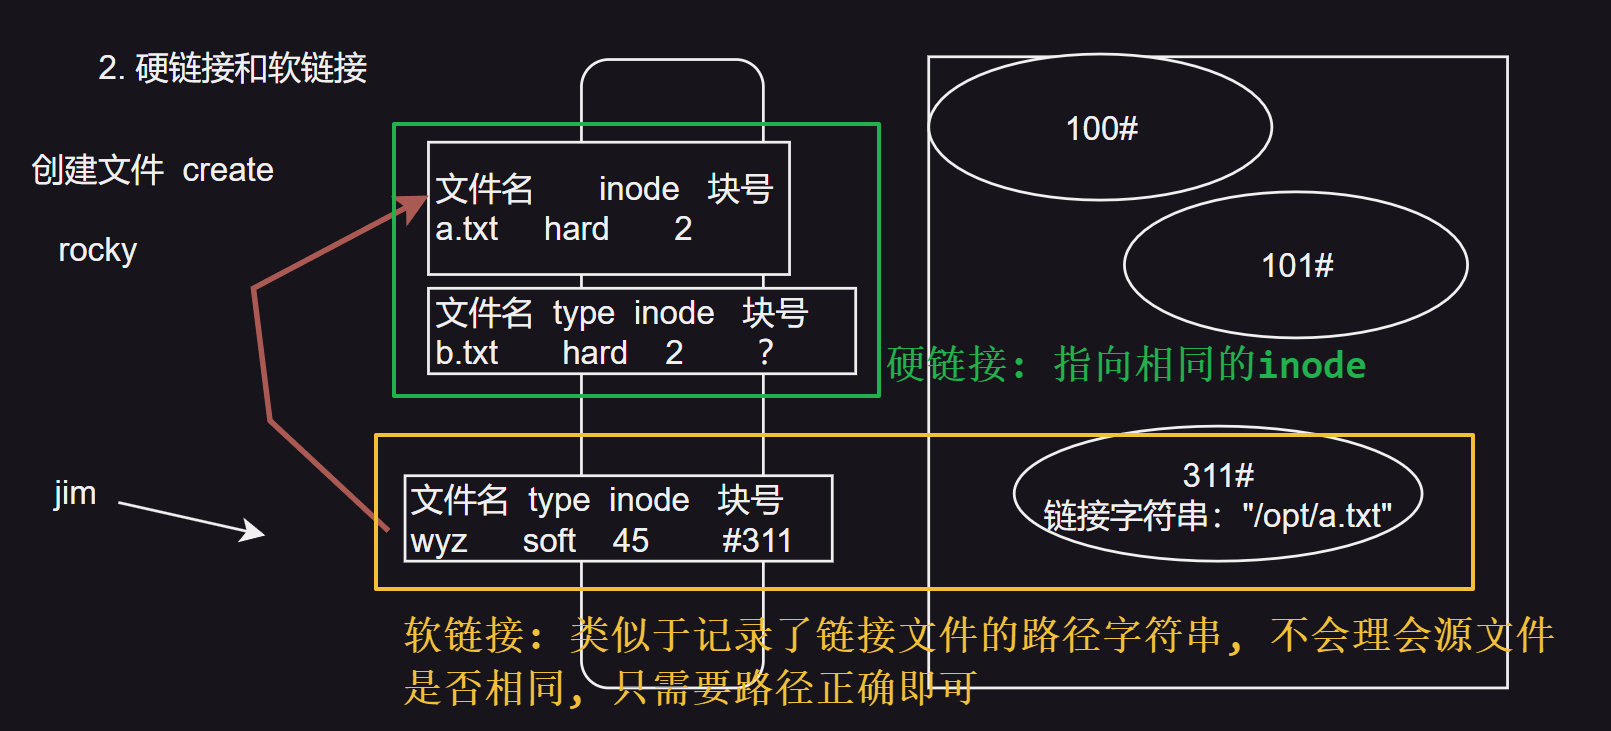 2. 硬链接和软链接
创建文件 create
rocky
文件名 inode 块号
a.txt hard 2
文件名 type inode 块号
b.txt hard 2 ?
100#
101#
硬链接: 指向相同的inode
jim
文件名 type inode 块号
wyz soft 45 #311
311#
链接字符串："/opt/a.txt"
软链接: 类似于记录了链接文件的路径字符串, 不会理会源文件
是否相同, 只需要路径正确即可